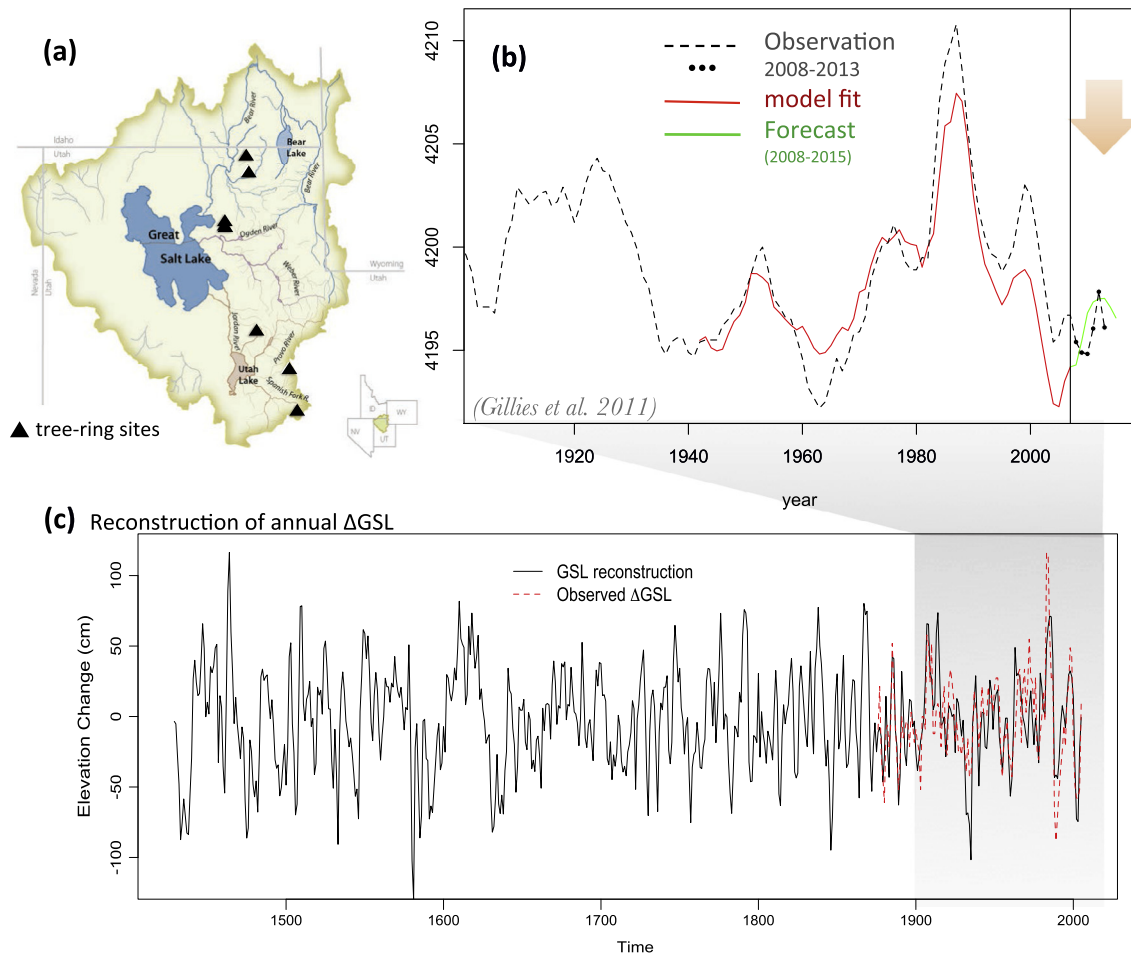 (a)
Idaho
Utah
Bear River
Bear
Lake
Bear River
Great
Salt Lake
Ogden River
Weber River
Wyoming
Utah
Nevada
Utah
Jordan River
Provo River
Utah
Lake
Spanish Fork R.
▲ tree-ring sites
ID
WY
NV
UT
(b)
Observation
2008-2013
model fit
Forecast
(2008-2015)
4210
4205
4200
4195
(Gillies et al. 2011)
1920 1940 1960 1980 2000
year
(c) Reconstruction of annual ΔGSL
GSL reconstruction
Observed ΔGSL
Elevation Change (cm)
100
50
0
-50
-100
1500 1600 1700 1800 1900 2000
Time